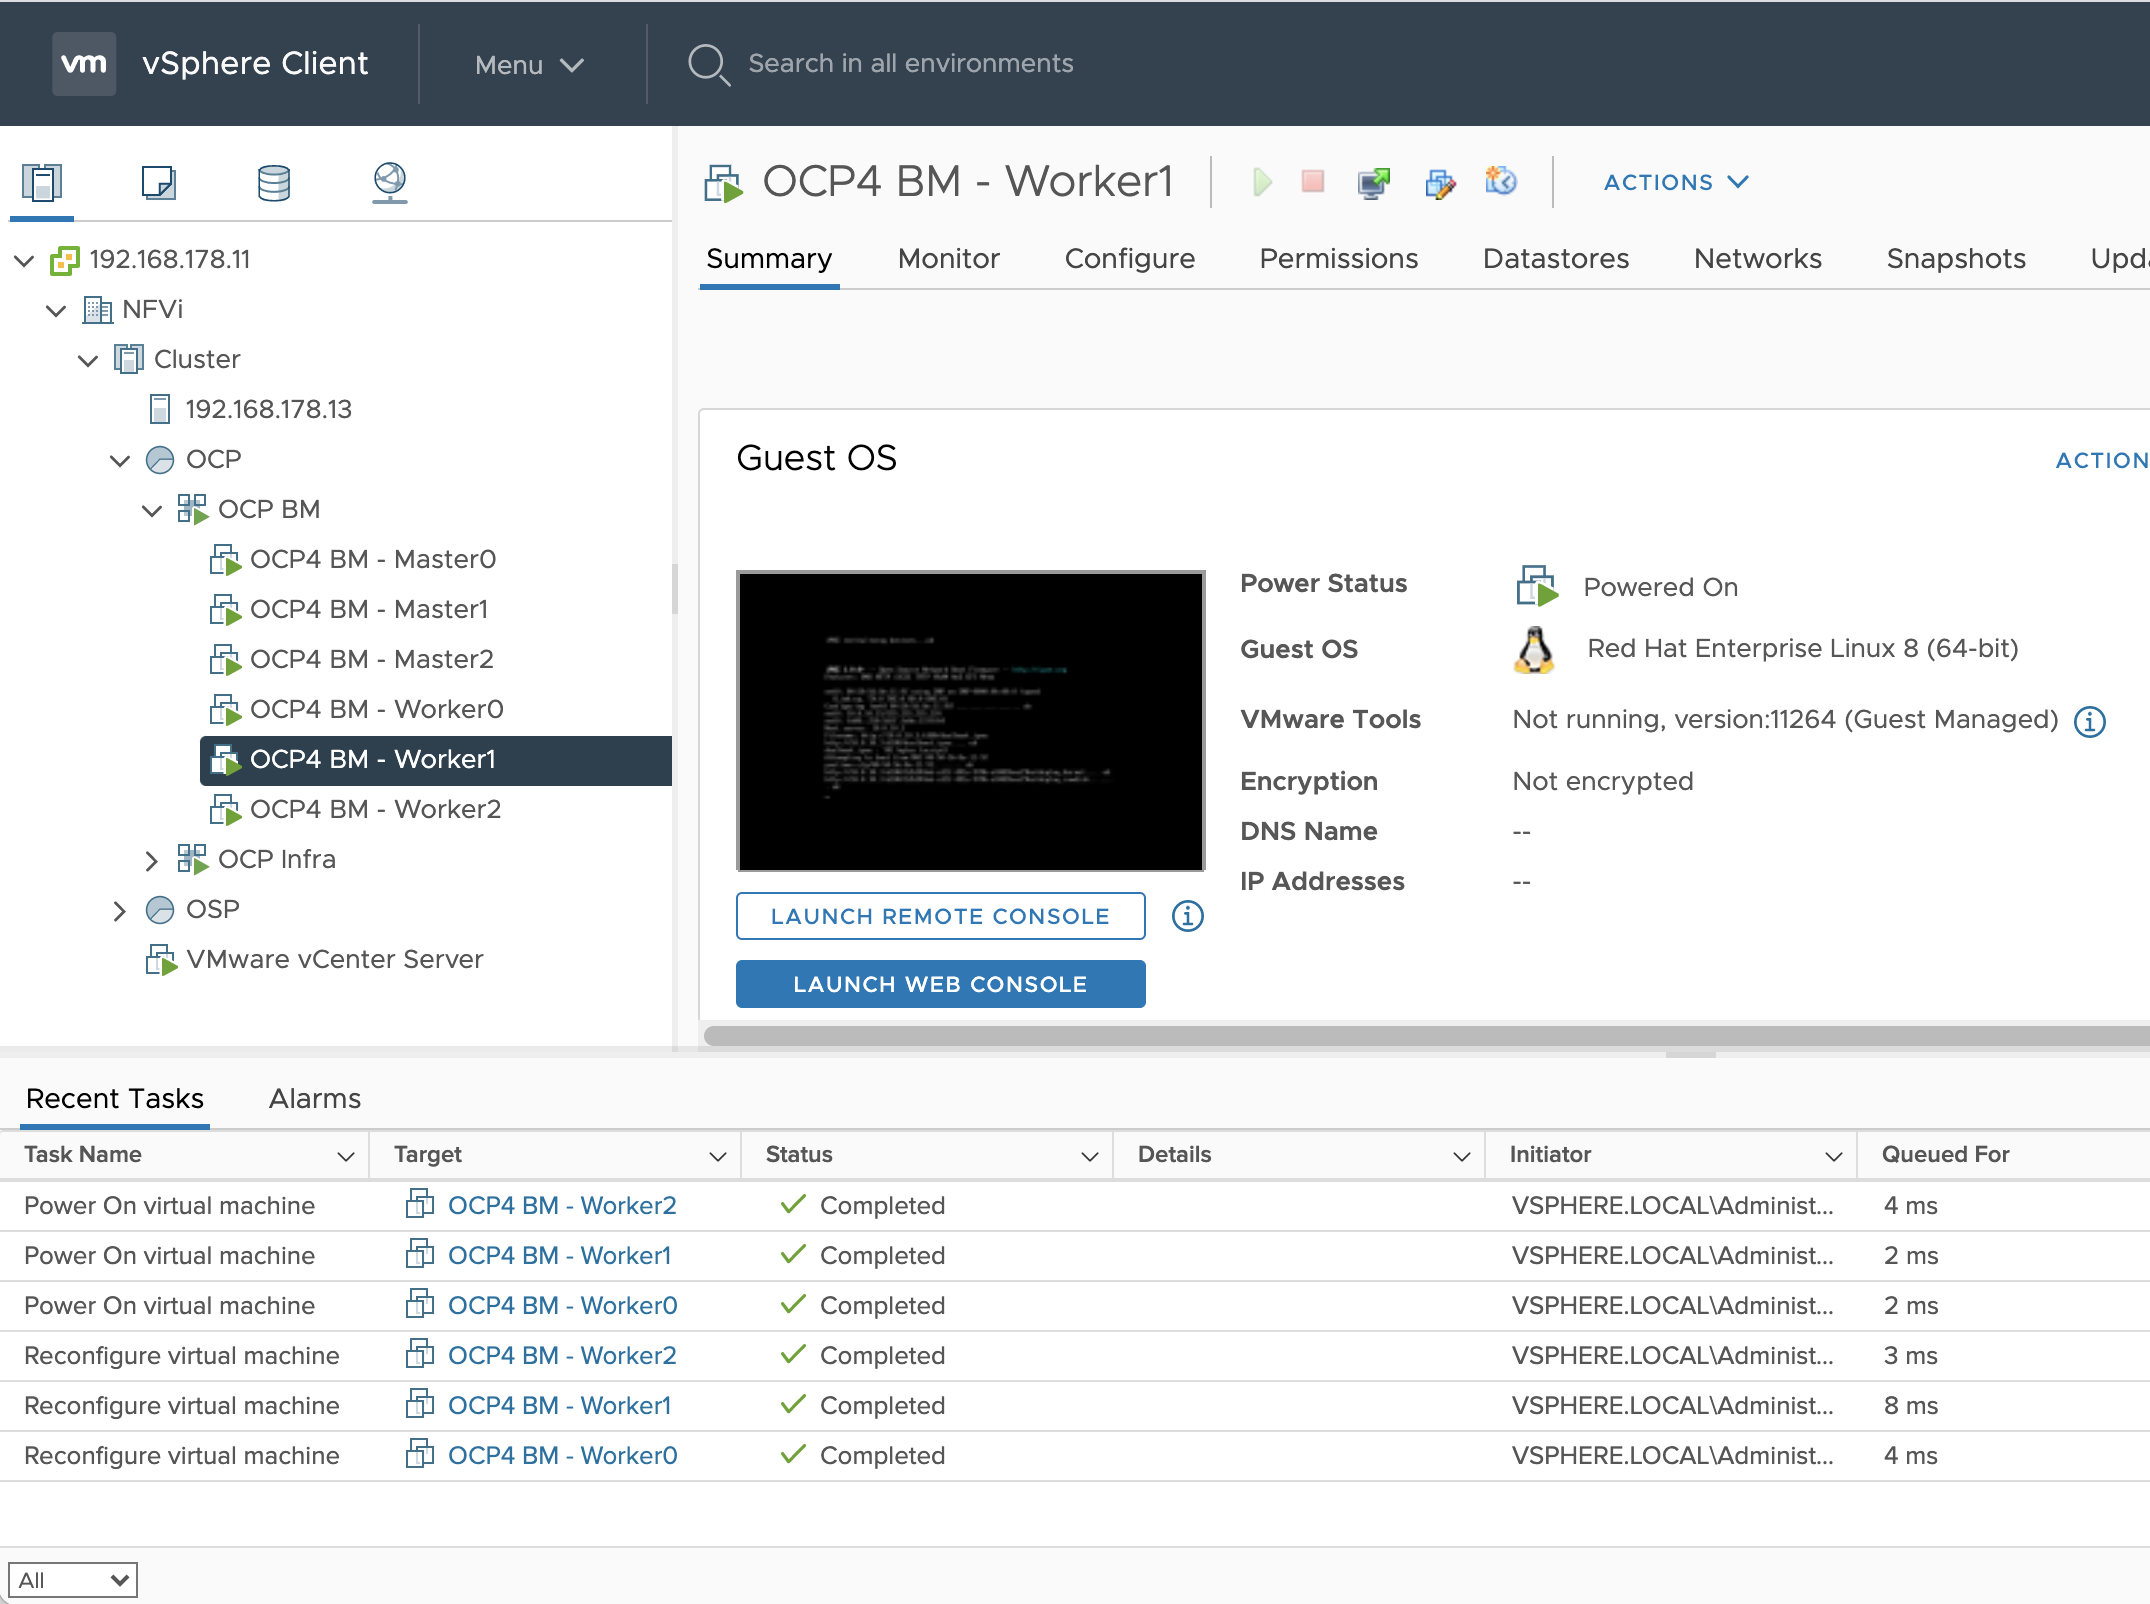 vm vSphere Client Menu Search in all environments
192.168.178.11
NFVi
Cluster
192.168.178.13
OCP
OCP BM
OCP4 BM - Master0
OCP4 BM - Master1
OCP4 BM - Master2
OCP4 BM - Worker0
OCP4 BM - Worker1
OCP4 BM - Worker2
OCP Infra
OSP
VMware vCenter Server
OCP4 BM - Worker1 ACTIONS
Summary Monitor Configure Permissions Datastores Networks Snapshots Upda
Guest OS ACTION
Power Status Powered On
Guest OS Red Hat Enterprise Linux 8 (64-bit)
VMware Tools Not running, version:11264 (Guest Managed)
Encryption Not encrypted
DNS Name --
IP Addresses --
LAUNCH REMOTE CONSOLE
LAUNCH WEB CONSOLE
Recent Tasks Alarms
Task Name Target Status Details Initiator Queued For
Power On virtual machine OCP4 BM - Worker2 Completed VSPHERE.LOCAL\Administ... 4 ms
Power On virtual machine OCP4 BM - Worker1 Completed VSPHERE.LOCAL\Administ... 2 ms
Power On virtual machine OCP4 BM - Worker0 Completed VSPHERE.LOCAL\Administ... 2 ms
Reconfigure virtual machine OCP4 BM - Worker2 Completed VSPHERE.LOCAL\Administ... 3 ms
Reconfigure virtual machine OCP4 BM - Worker1 Completed VSPHERE.LOCAL\Administ... 8 ms
Reconfigure virtual machine OCP4 BM - Worker0 Completed VSPHERE.LOCAL\Administ... 4 ms
All